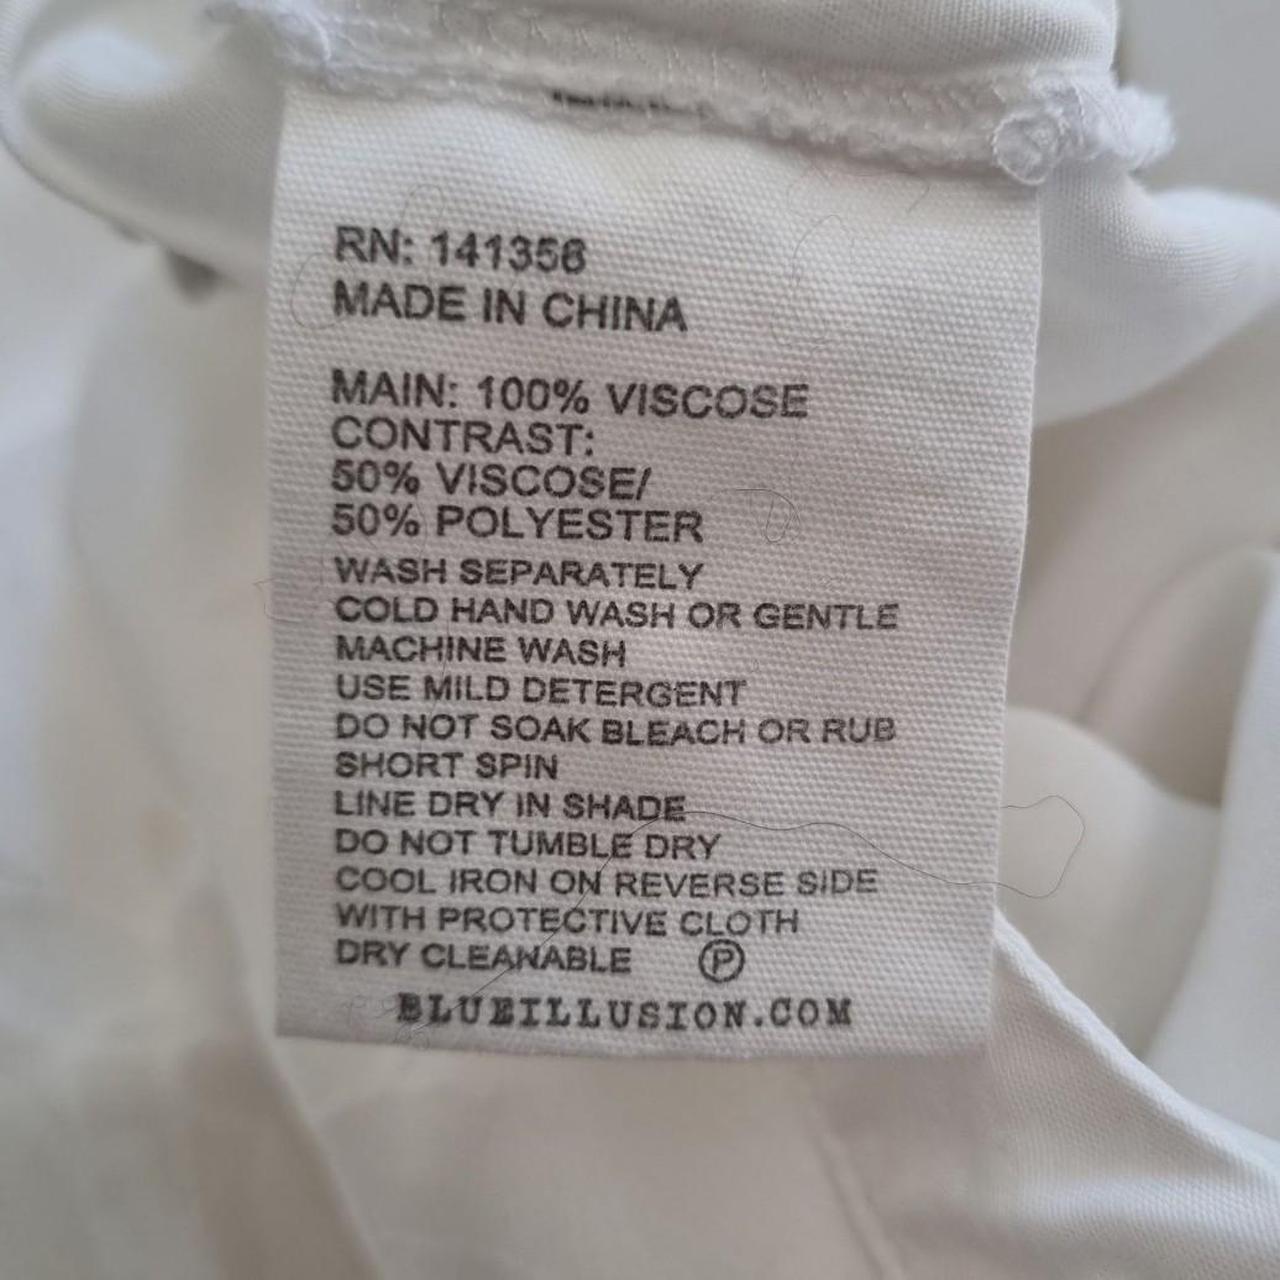 RN: 141356
MADE IN CHINA
MAIN: 100% VISCOSE
CONTRAST:
50% VISCOSE/
50% POLYESTER
WASH SEPARATELY
COLD HAND WASH OR GENTLE
MACHINE WASH
USE MILD DETERGENT
DO NOT SOAK BLEACH OR RUB
SHORT SPIN
LINE DRY IN SHADE
DO NOT TUMBLE DRY
COOL IRON ON REVERSE SIDE
WITH PROTECTIVE CLOTH
DRY CLEANABLE Ⓟ
BLUEILLUSION.COM